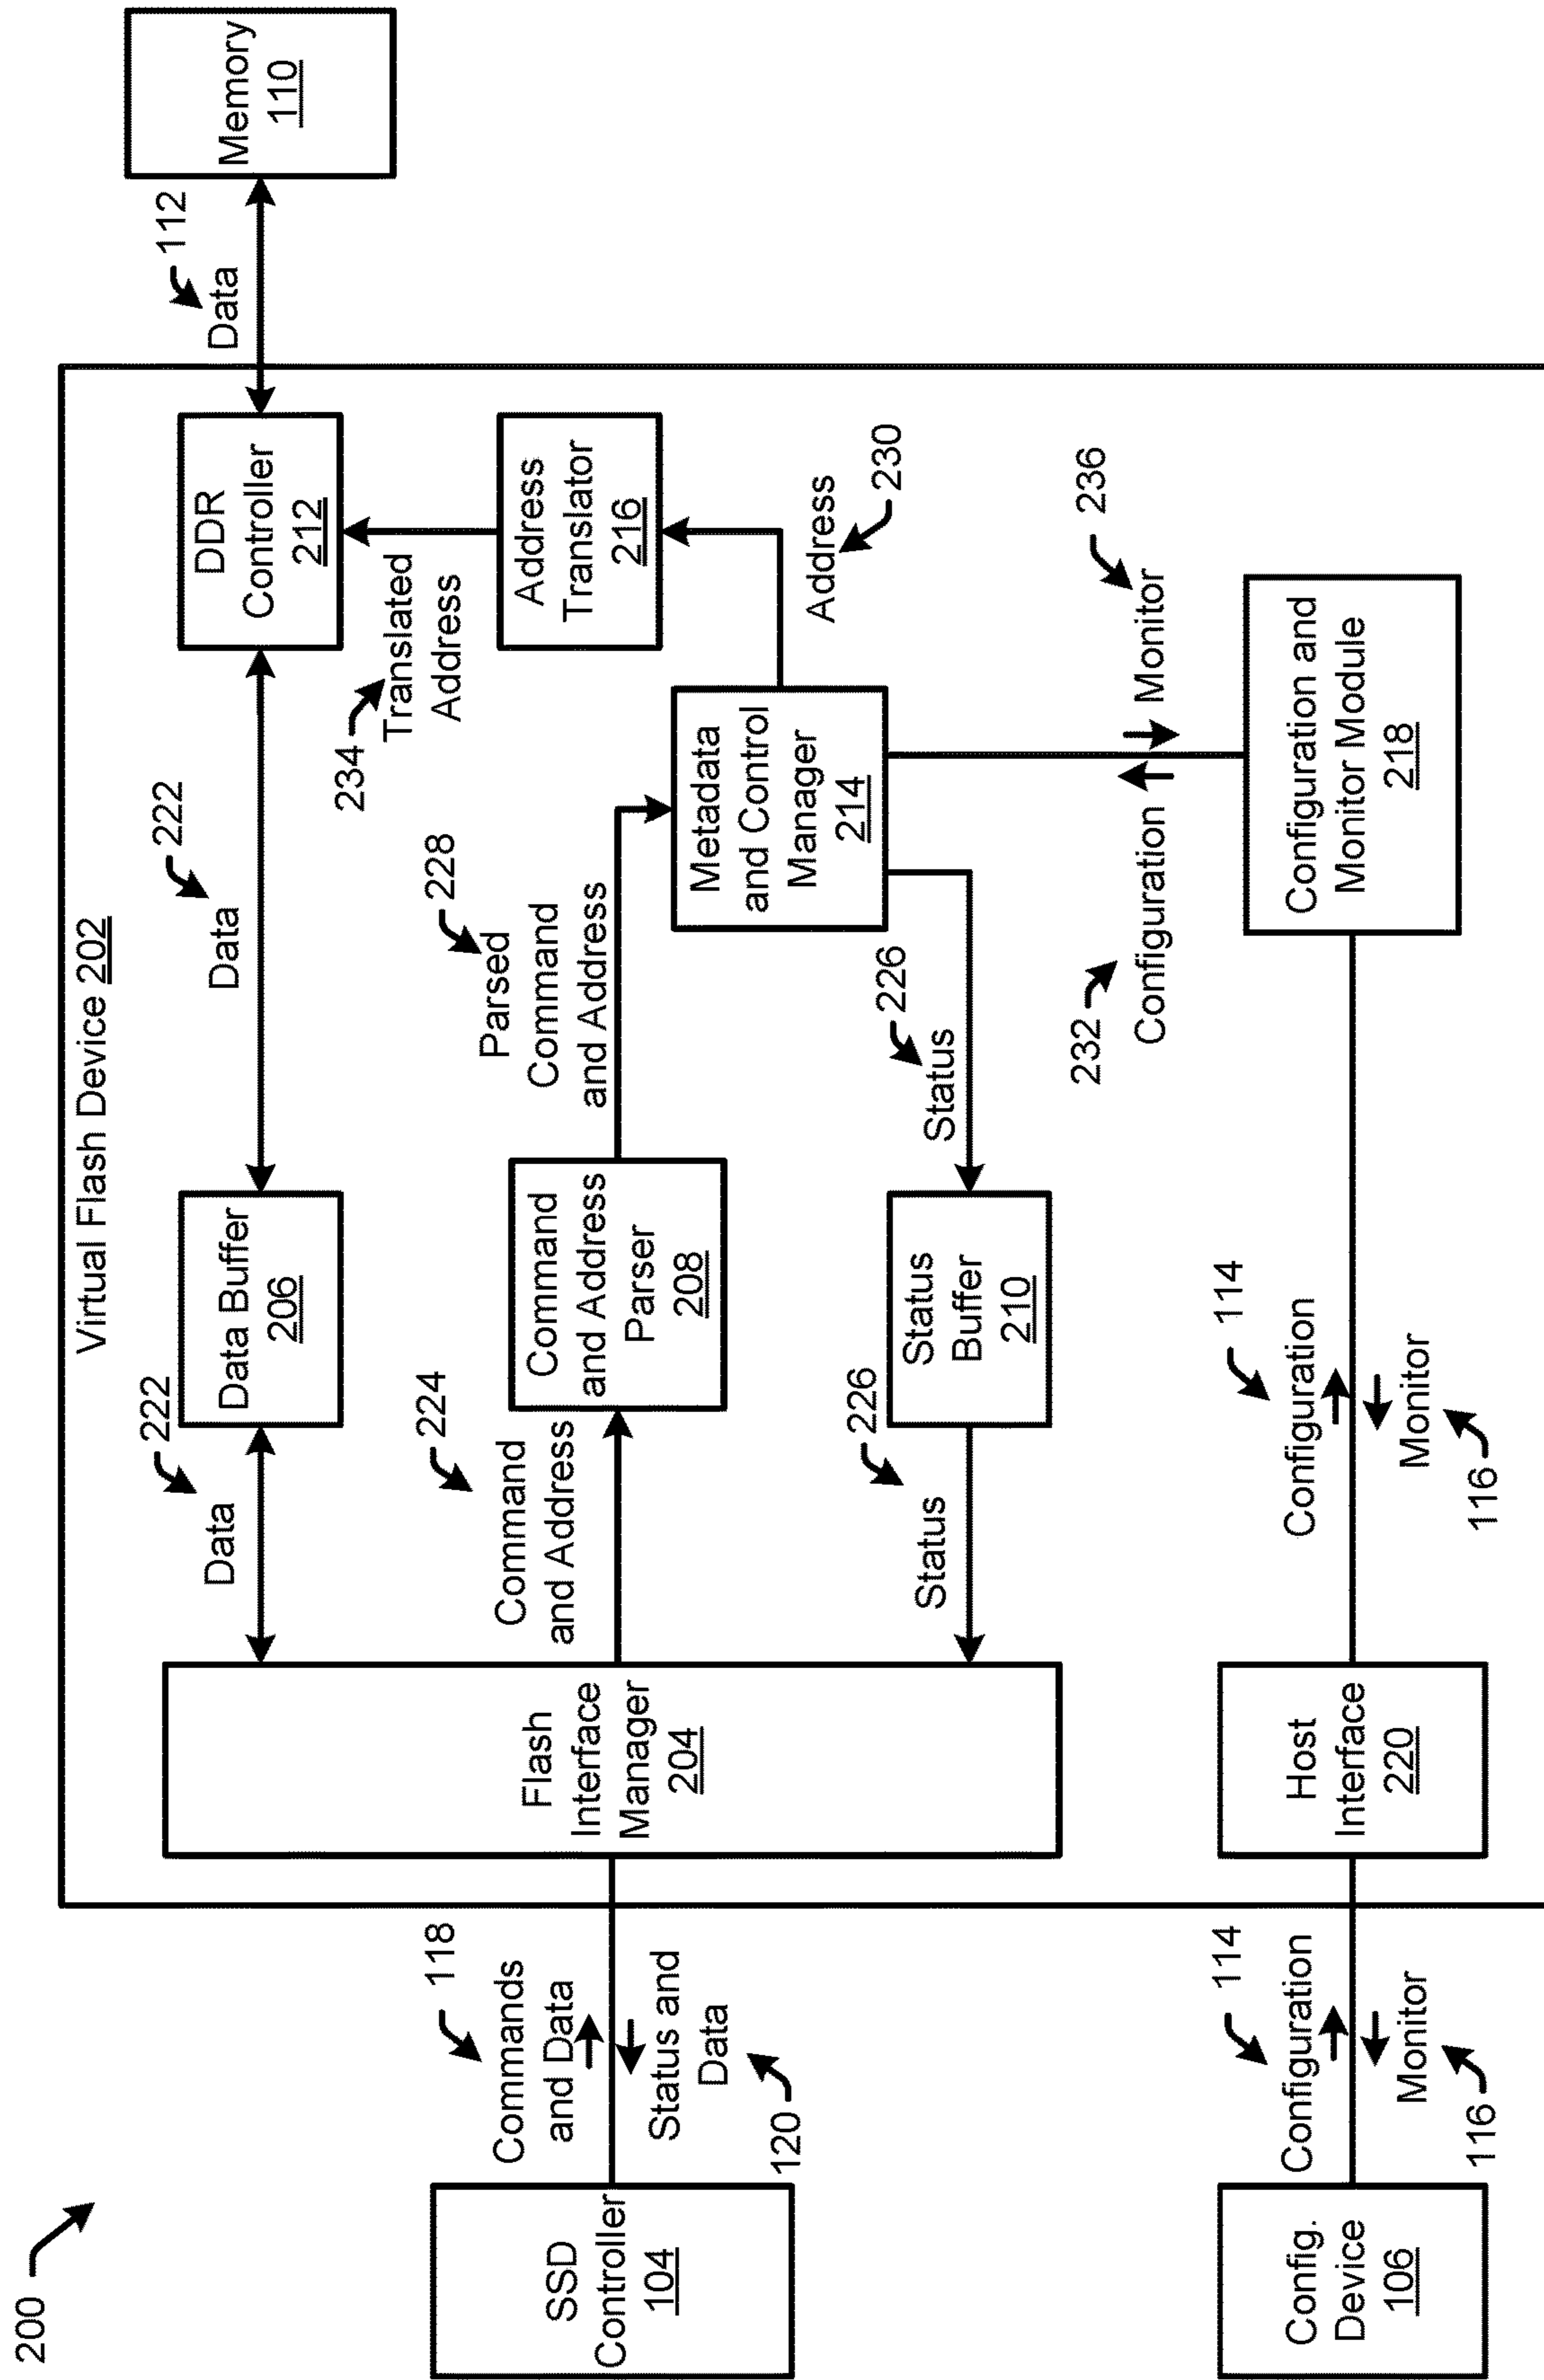 200
Virtual Flash Device 202
SSD
Controller
104
118
Commands
and Data
Status and
Data
120
Flash
Interface
Manager
204
222
Data
Data Buffer
206
222
Data
DDR
Controller
212
112
Data
Memory
110
224
Command
and Address
Command
and Address
Parser
208
228
Parsed
Command
and Address
234
Translated
Address
Address
Translator
216
Metadata
and Control
Manager
214
Address
230
226
Status
Status
Buffer
210
226
Status
232
Configuration
Monitor
236
Config.
Device
106
114
Configuration
Monitor
116
Host
Interface
220
114
Configuration
Monitor
116
Configuration and
Monitor Module
218